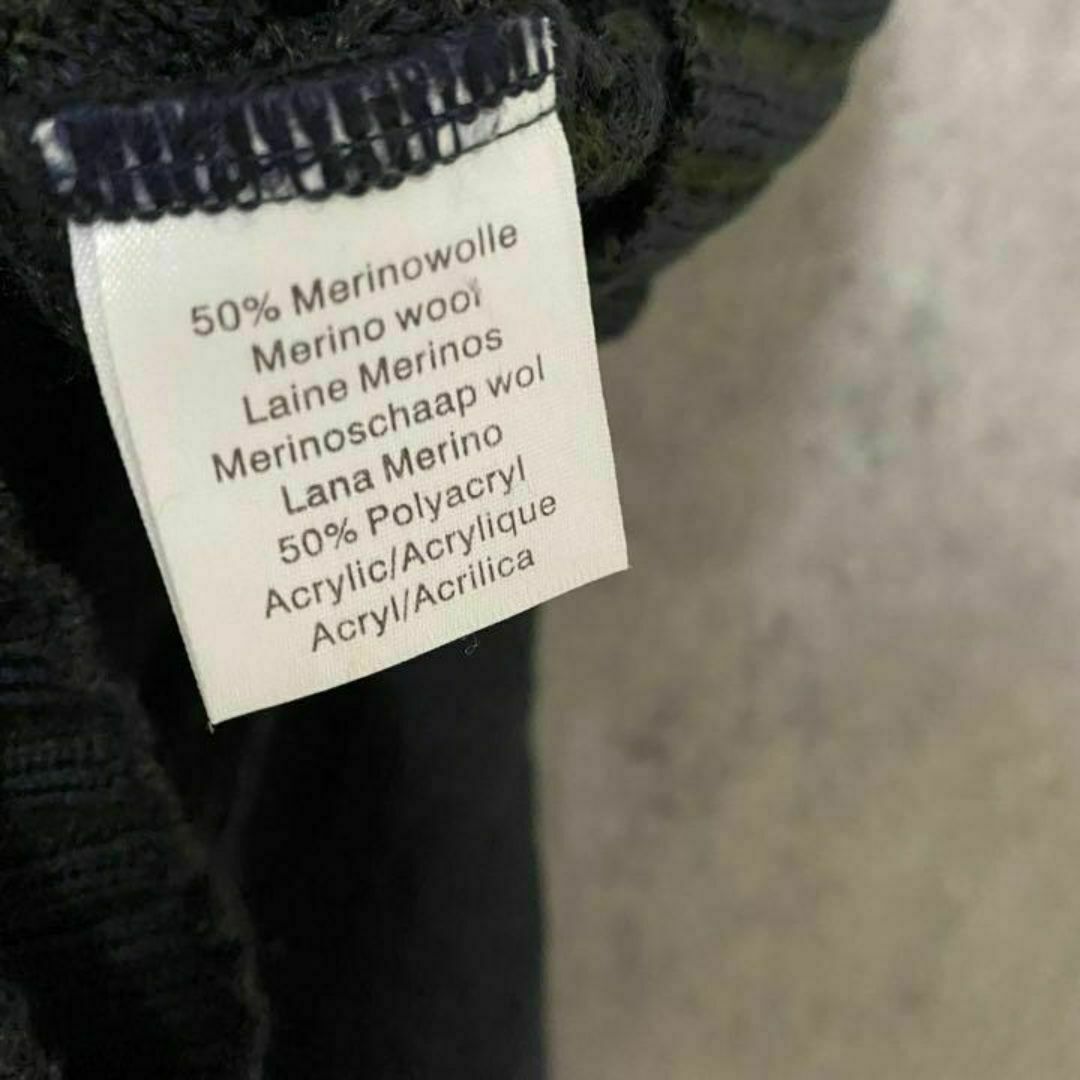 50% Merinowolle
Merino wool
Laine Merinos
Merinoschaap wol
Lana Merino
50% Polyacryl
Acrylic/Acrylique
Acryl/Acrilica